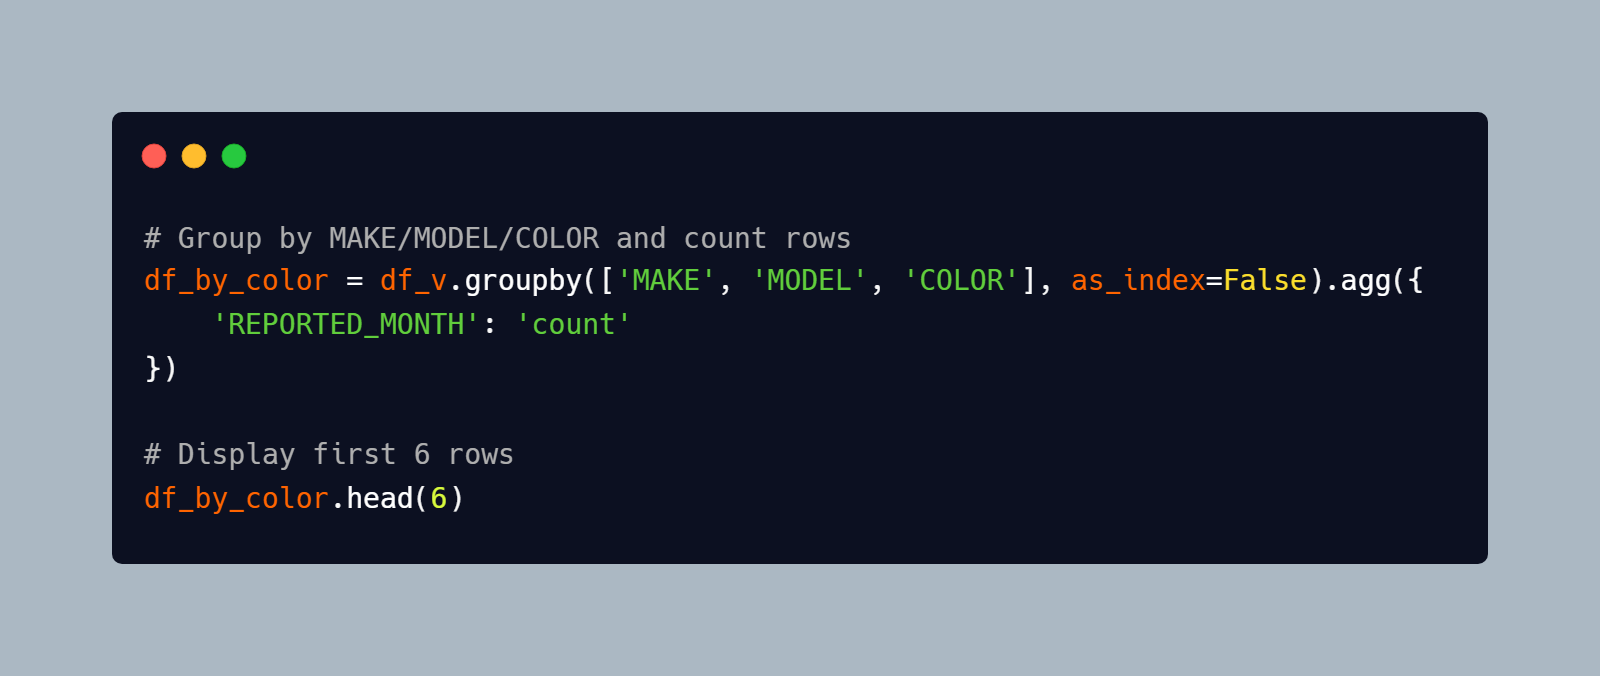 # Group by MAKE/MODEL/COLOR and count rows
df_by_color = df_v.groupby(['MAKE', 'MODEL', 'COLOR'], as_index=False).agg({
    'REPORTED_MONTH': 'count'
})
# Display first 6 rows
df_by_color.head(6)